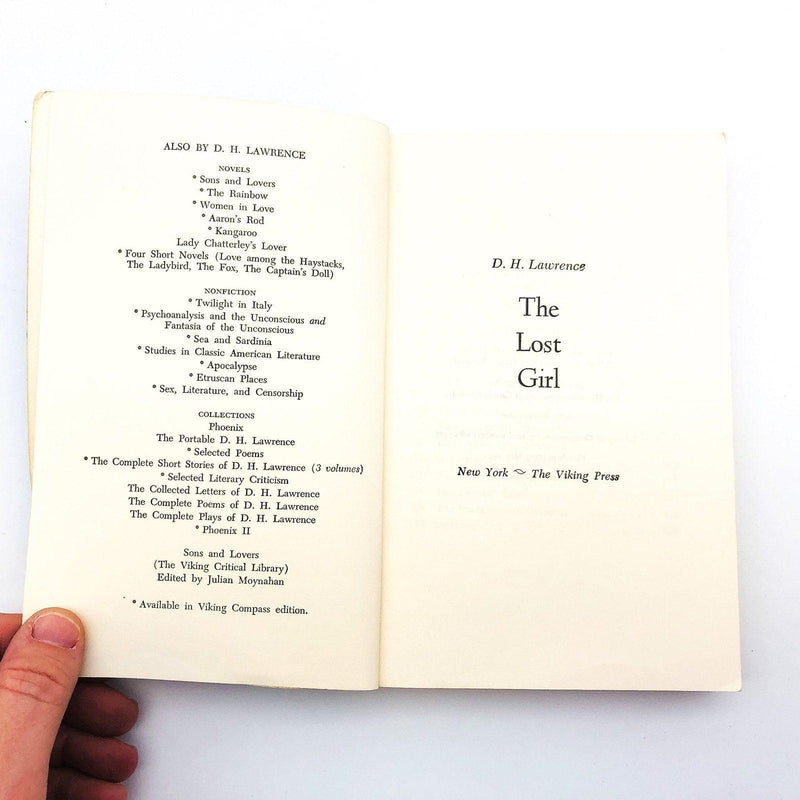 ALSO BY D. H. LAWRENCE
NOVELS
* Sons and Lovers
* The Rainbow
* Women in Love
* Aaron's Rod
* Kangaroo
Lady Chatterley's Lover
* Four Short Novels (Love among the Haystacks,
The Ladybird, The Fox, The Captain's Doll)
NONFICTION
* Twilight in Italy
* Psychoanalysis and the Unconscious and
Fantasia of the Unconscious
* Sea and Sardinia
* Studies in Classic American Literature
* Apocalypse
* Etruscan Places
* Sex, Literature, and Censorship
COLLECTIONS
Phoenix
The Portable D. H. Lawrence
* Selected Poems
* The Complete Short Stories of D. H. Lawrence (3 volumes)
* Selected Literary Criticism
The Collected Letters of D. H. Lawrence
The Complete Poems of D. H. Lawrence
The Complete Plays of D. H. Lawrence
* Phoenix II
Sons and Lovers
(The Viking Critical Library)
Edited by Julian Moynahan
* Available in Viking Compass edition.
D. H. Lawrence
The
Lost
Girl
New York ~ The Viking Press